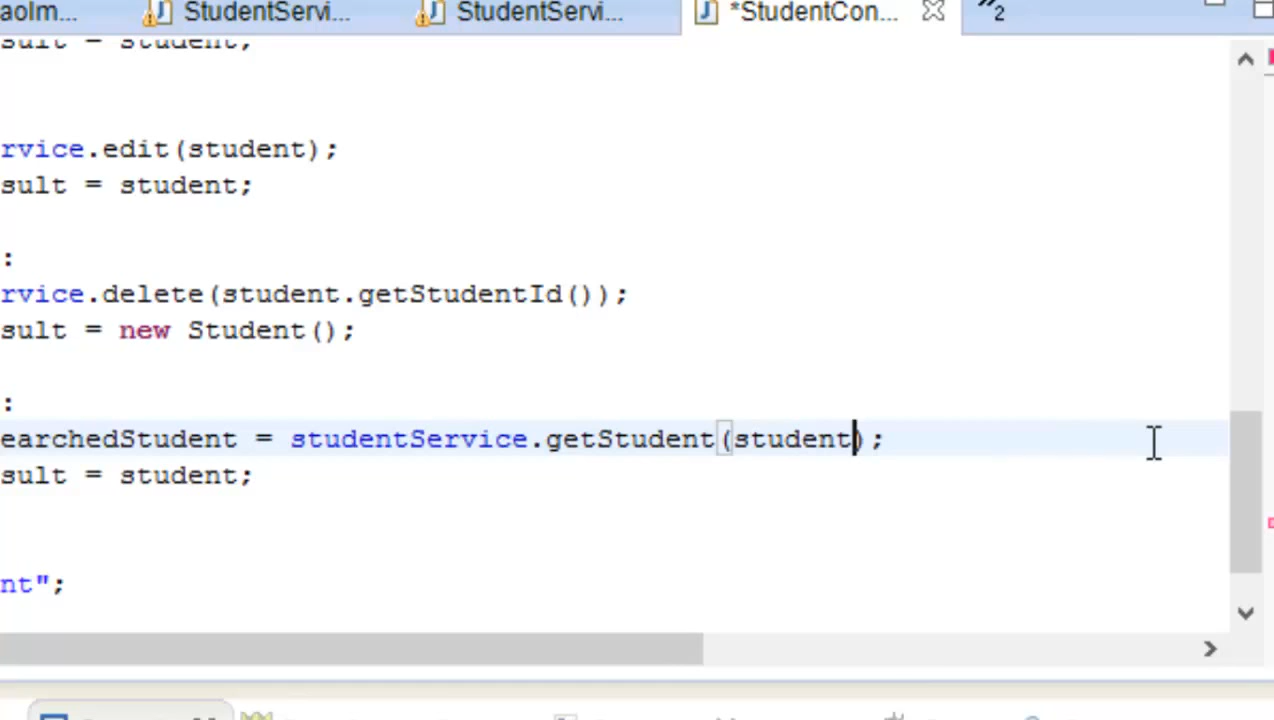 aoIm... StudentServi... StudentServi... *StudentCon... »2
sult = student;
rvice.edit(student);
sult = student;
:
rvice.delete(student.getStudentId());
sult = new Student();
:
earchedStudent = studentService.getStudent(student);
sult = student;
nt";